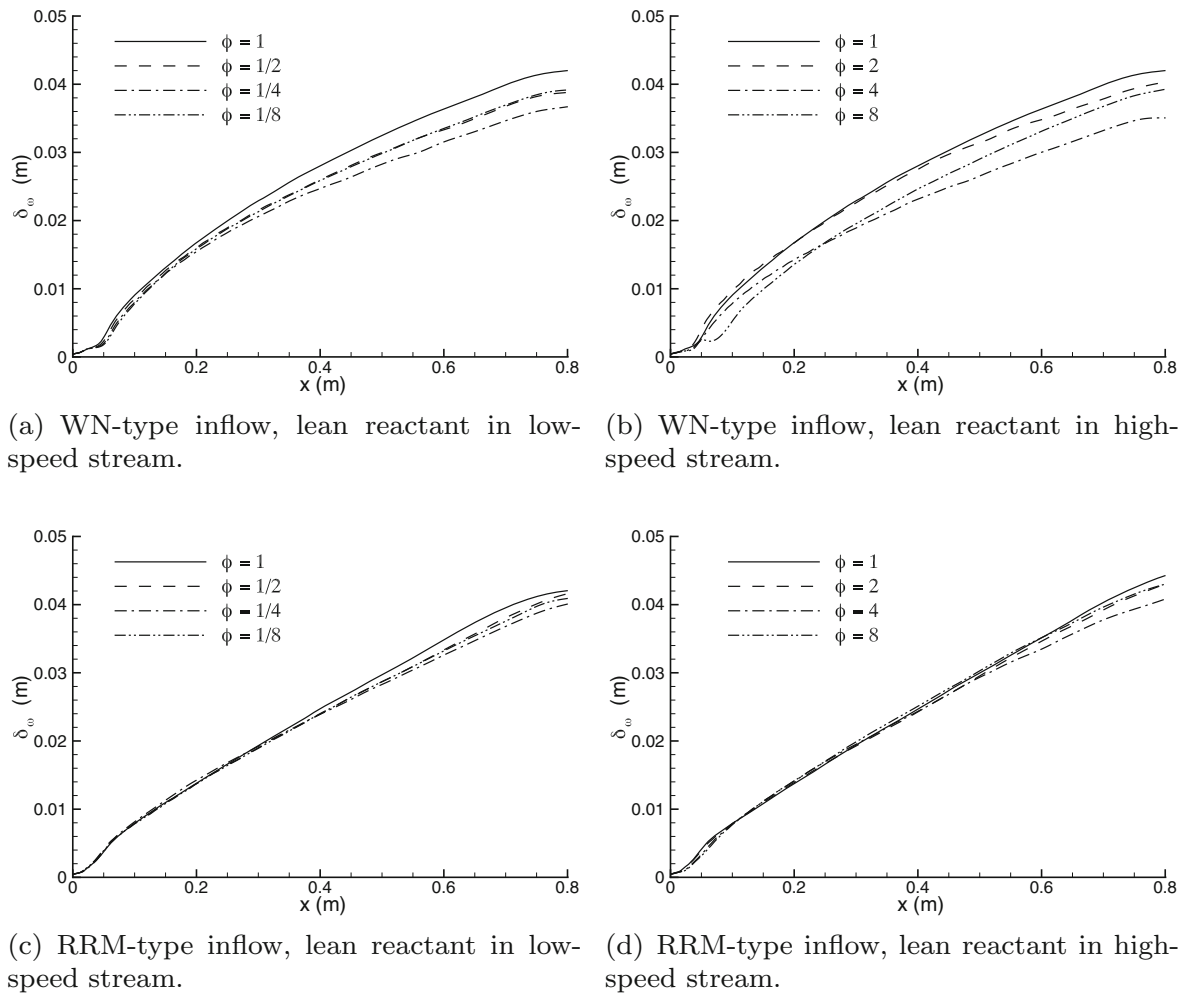 0.05
0.04
0.03
0.02
0.01
0
δω (m)
ϕ = 1
ϕ = 1/2
ϕ = 1/4
ϕ = 1/8
0 0.2 0.4 0.6 0.8
x (m)
(a) WN-type inflow, lean reactant in low-
speed stream.
0.05
0.04
0.03
0.02
0.01
0
δω (m)
ϕ = 1
ϕ = 2
ϕ = 4
ϕ = 8
0 0.2 0.4 0.6 0.8
x (m)
(b) WN-type inflow, lean reactant in high-
speed stream.
0.05
0.04
0.03
0.02
0.01
0
δω (m)
ϕ = 1
ϕ = 1/2
ϕ = 1/4
ϕ = 1/8
0 0.2 0.4 0.6 0.8
x (m)
(c) RRM-type inflow, lean reactant in low-
speed stream.
0.05
0.04
0.03
0.02
0.01
0
δω (m)
ϕ = 1
ϕ = 2
ϕ = 4
ϕ = 8
0 0.2 0.4 0.6 0.8
x (m)
(d) RRM-type inflow, lean reactant in high-
speed stream.